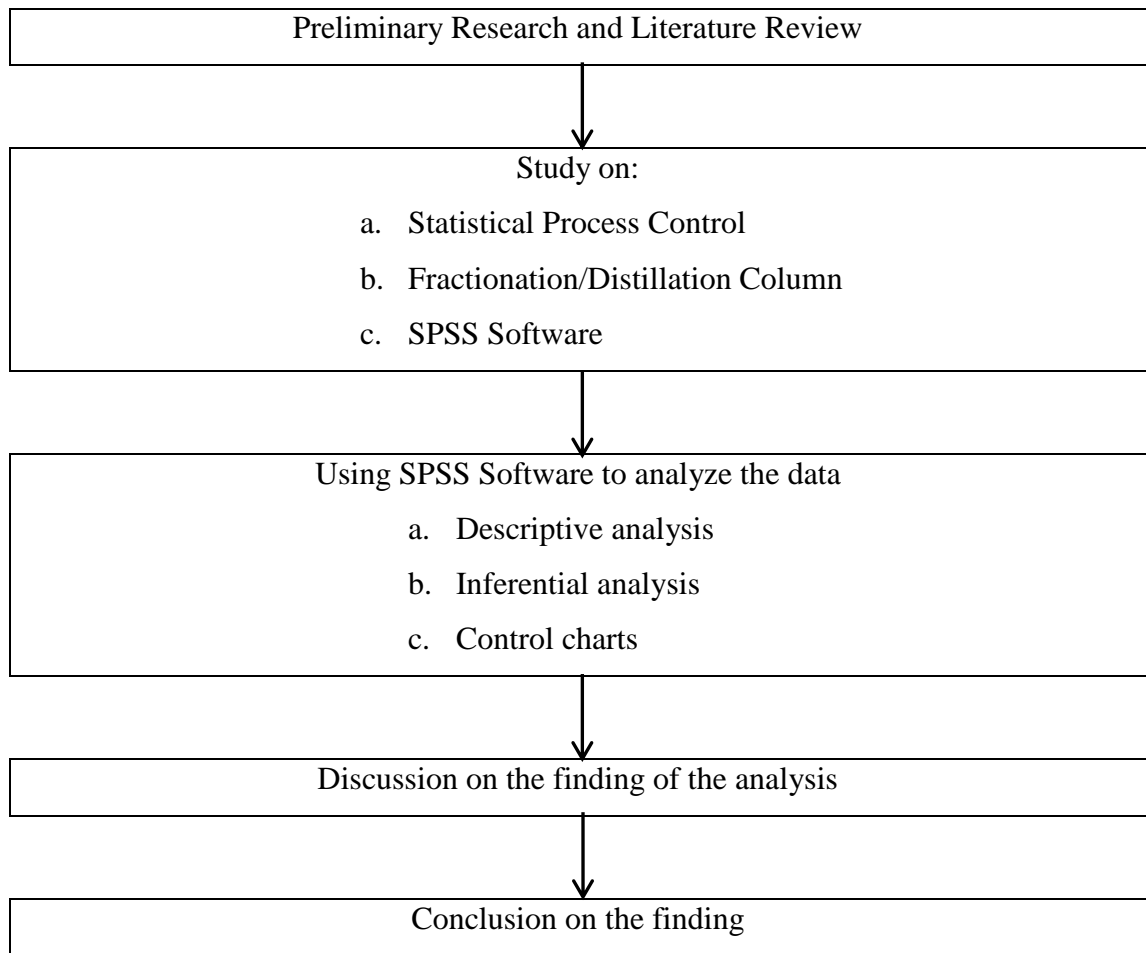 Preliminary Research and Literature Review
Study on:
a. Statistical Process Control
b. Fractionation/Distillation Column
c. SPSS Software
Using SPSS Software to analyze the data
a. Descriptive analysis
b. Inferential analysis
c. Control charts
Discussion on the finding of the analysis
Conclusion on the finding